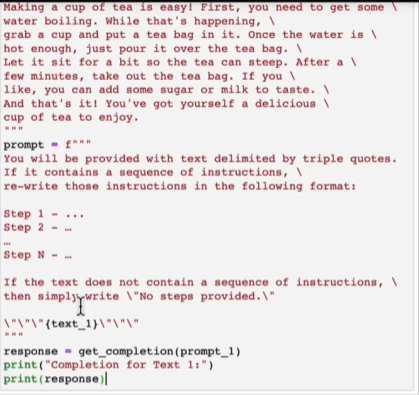 Making a cup of tea is easy! First, you need to get some \
water boiling. While that's happening, \
grab a cup and put a tea bag in it. Once the water is \
hot enough, just pour it over the tea bag. \
Let it sit for a bit so the tea can steep. After a \
few minutes, take out the tea bag. If you \
like, you can add some sugar or milk to taste. \
And that's it! You've got yourself a delicious \
cup of tea to enjoy.
"""
prompt = f"""
You will be provided with text delimited by triple quotes.
If it contains a sequence of instructions, \
re-write those instructions in the following format:

Step 1 - ...
Step 2 - …
…
Step N - …

If the text does not contain a sequence of instructions, \
then simply write \"No steps provided.\"

\"\"\"{text_1}\"\"\"
"""
response = get_completion(prompt_1)
print("Completion for Text 1:")
print(response)